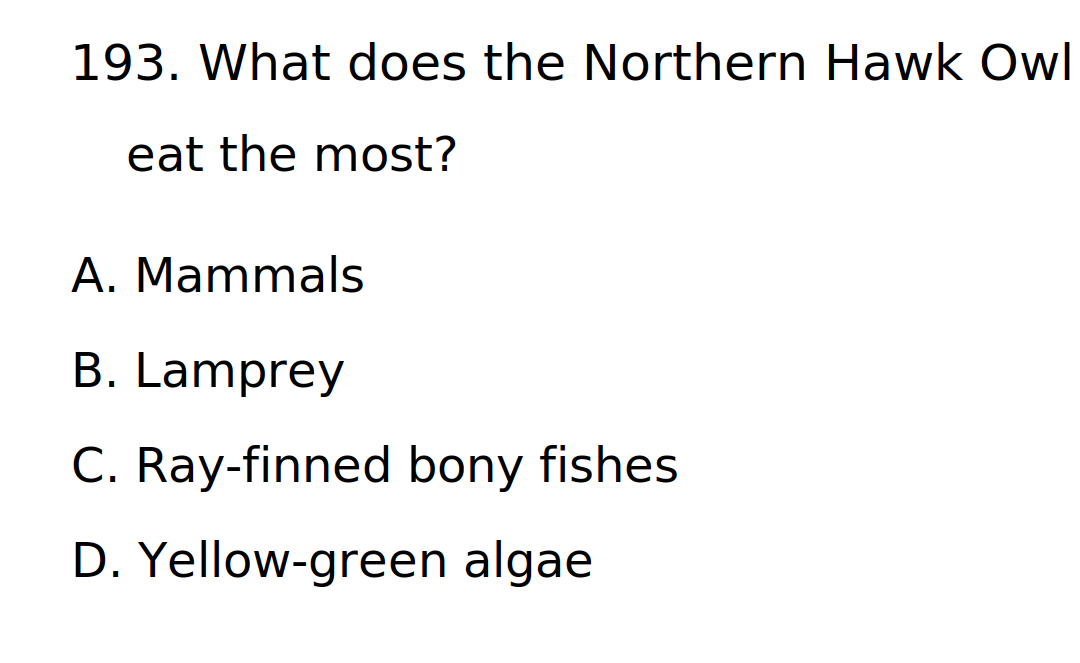 193. What does the Northern Hawk Owl
eat the most?
A. Mammals
B. Lamprey
C. Ray-finned bony fishes
D. Yellow-green algae